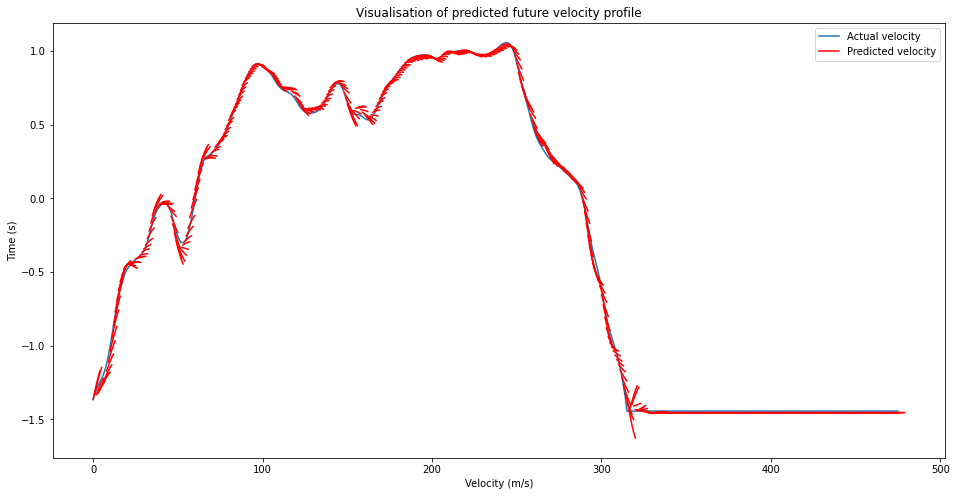 Visualisation of predicted future velocity profile
Actual velocity
Predicted velocity
1.0
0.5
0.0
−0.5
−1.0
−1.5
Time (s)
0
100
200
300
400
500
Velocity (m/s)